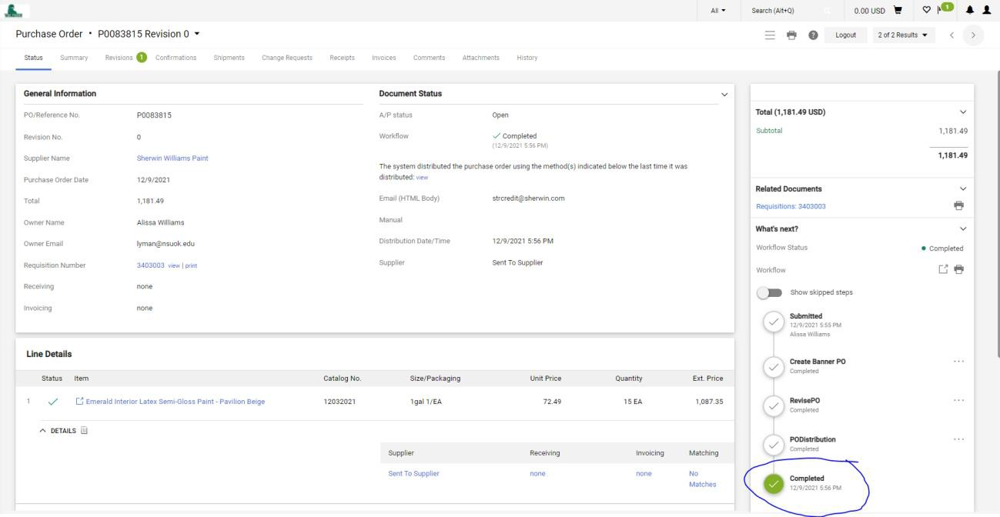 All
Search (Alt+Q)
0.00 USD
1
Purchase Order • P0083815 Revision 0
Logout
2 of 2 Results
Status Summary Revisions 1 Confirmations Shipments Change Requests Receipts Invoices Comments Attachments History
General Information
PO/Reference No. P0083815
Revision No. 0
Supplier Name Sherwin Williams Paint
Purchase Order Date 12/9/2021
Total 1,181.49
Owner Name Alissa Williams
Owner Email lyman@nsuok.edu
Requisition Number 3403003 view | print
Receiving none
Invoicing none
Document Status
A/P status Open
Workflow Completed
(12/9/2021 5:56 PM)
The system distributed the purchase order using the method(s) indicated below the last time it was
distributed: view
Email (HTML Body) strcredit@sherwin.com
Manual
Distribution Date/Time 12/9/2021 5:56 PM
Supplier Sent To Supplier
Total (1,181.49 USD)
Subtotal 1,181.49
1,181.49
Related Documents
Requisitions: 3403003
What's next?
Workflow Status Completed
Workflow
Show skipped steps
Submitted
12/9/2021 5:55 PM
Alissa Williams
Create Banner PO
Completed
RevisePO
Completed
PODistribution
Completed
Completed
12/9/2021 5:56 PM
Line Details
Status Item Catalog No. Size/Packaging Unit Price Quantity Ext. Price
1 Emerald Interior Latex Semi-Gloss Paint - Pavilion Beige 12032021 1gal 1/EA 72.49 15 EA 1,087.35
DETAILS
Supplier Receiving Invoicing Matching
Sent To Supplier none none No
Matches